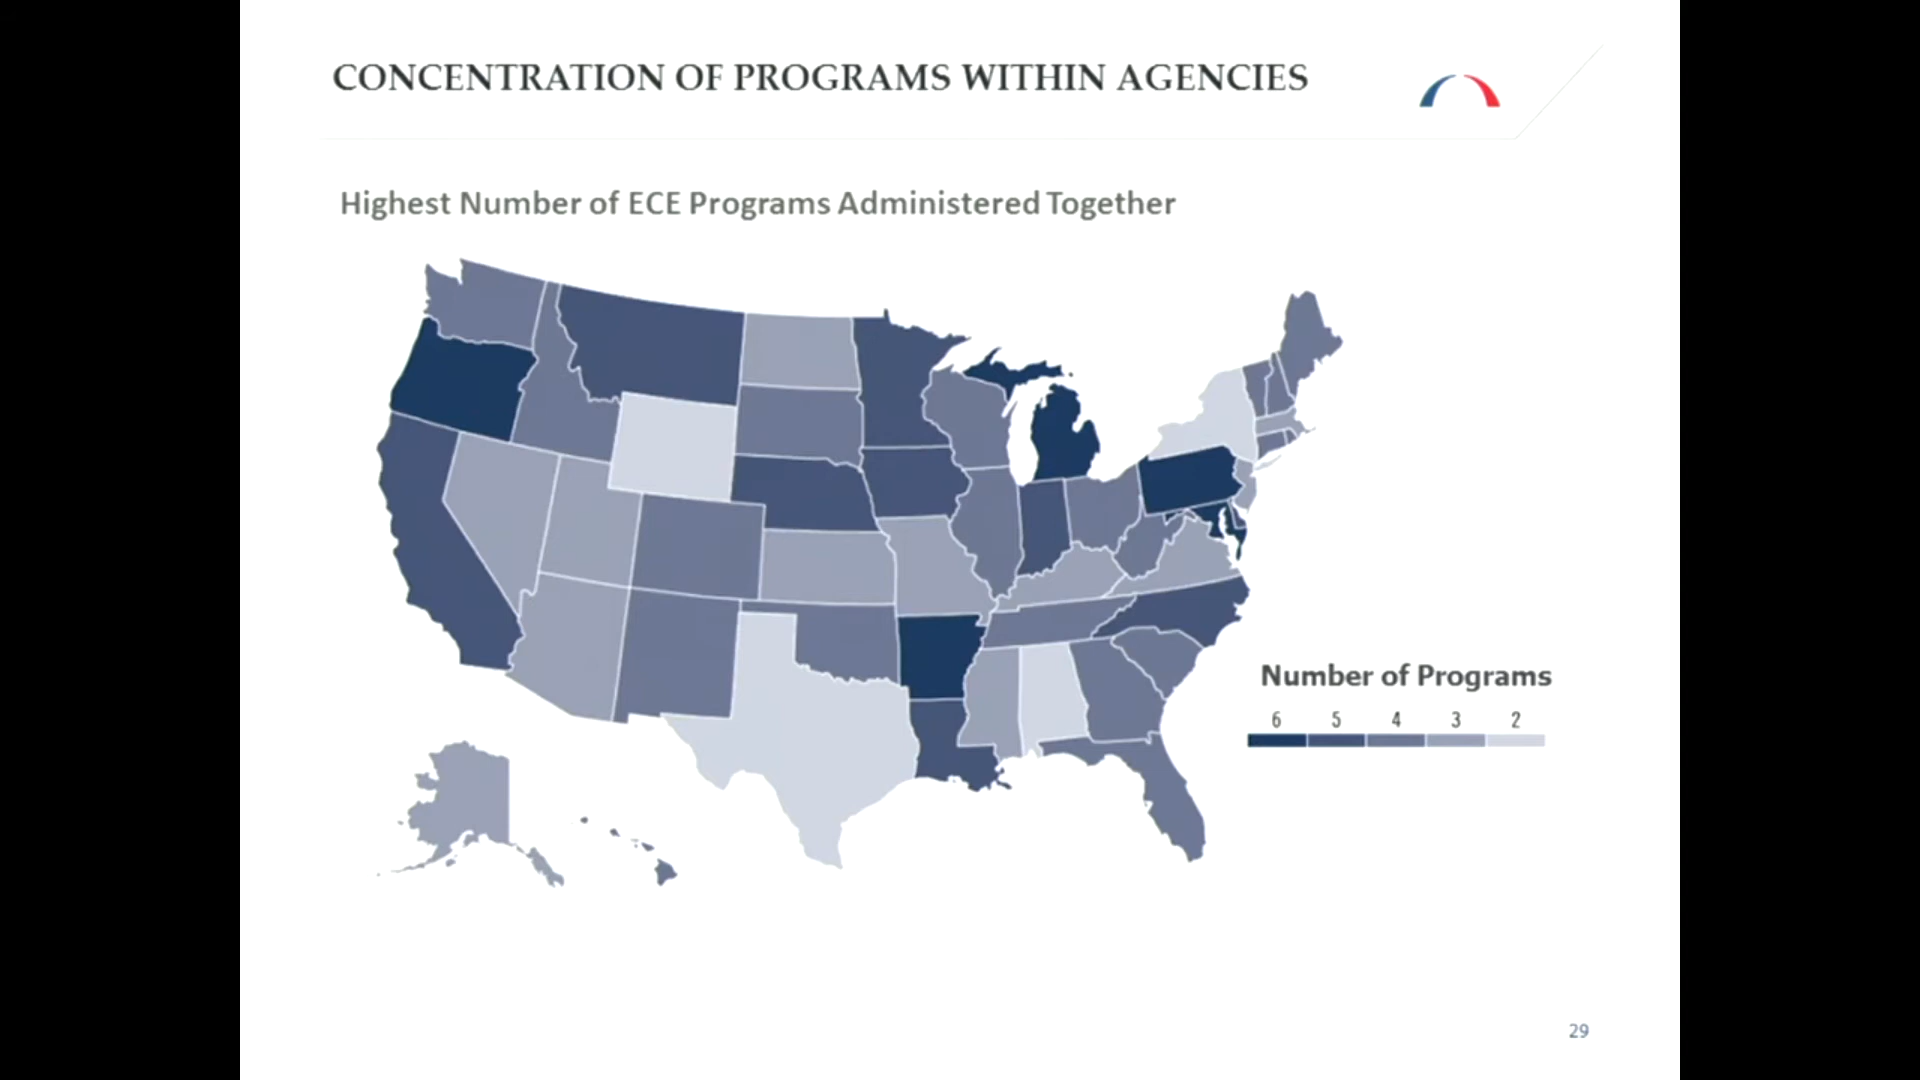 CONCENTRATION OF PROGRAMS WITHIN AGENCIES
Highest Number of ECE Programs Administered Together
Number of Programs
6 5 4 3 2
29